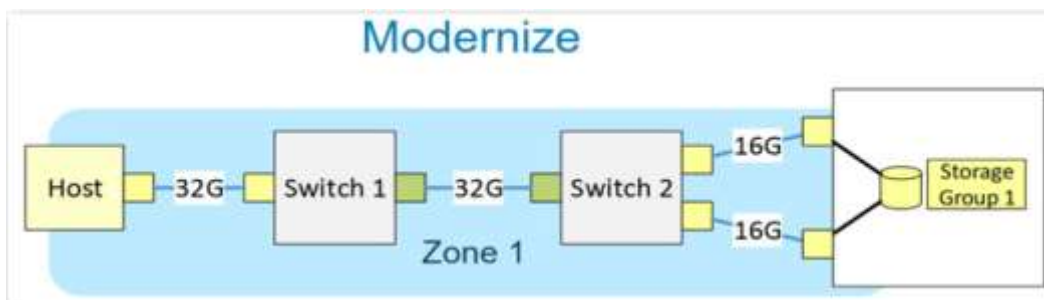 Modernize
Host
32G
Switch 1
32G
Switch 2
16G
16G
Storage
Group 1
Zone 1